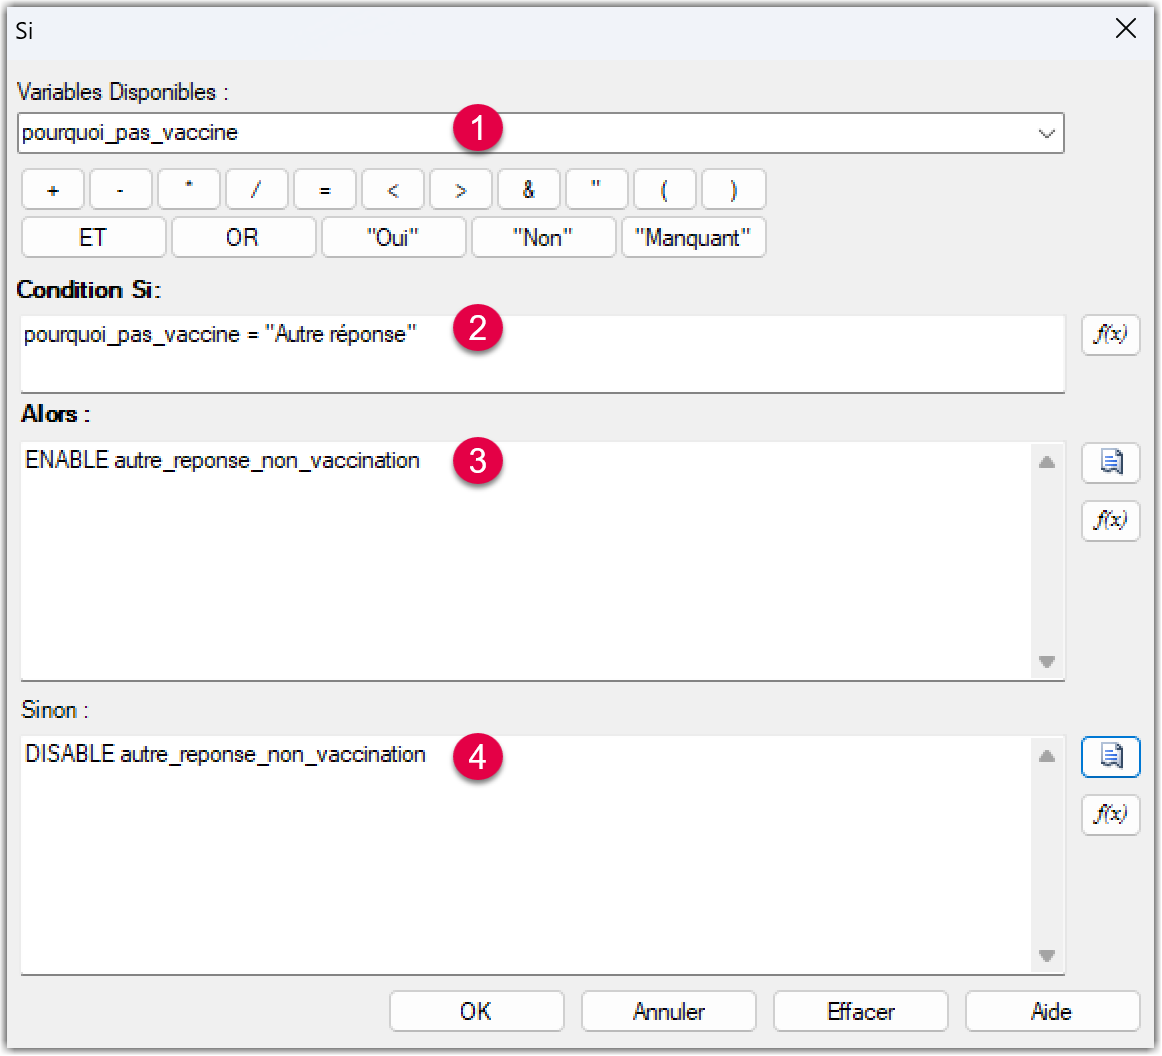 Si
Variables Disponibles :
pourquoi_pas_vaccine 1
+ - * / = < > & " ( )
ET OR "Oui" "Non" "Manquant"
Condition Si:
pourquoi_pas_vaccine = "Autre réponse" 2 f(x)
Alors :
ENABLE autre_reponse_non_vaccination 3
f(x)
Sinon :
DISABLE autre_reponse_non_vaccination 4
f(x)
OK Annuler Effacer Aide